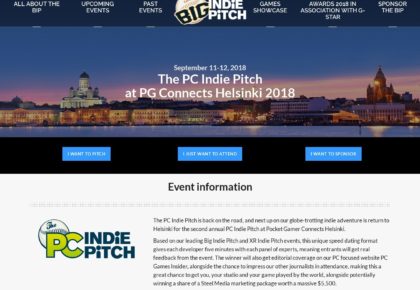 ALL ABOUT THE
BIP
UPCOMING
EVENTS
PAST
EVENTS
BIG INDIE
PITCH
GAMES
SHOWCASE
AWARDS 2018 IN
ASSOCIATION WITH G-
STAR
SPONSOR
THE BIP
September 11-12, 2018
The PC Indie Pitch
at PG Connects Helsinki 2018
I WANT TO PITCH
I JUST WANT TO ATTEND
I WANT TO SPONSOR
Event information
The
PC INDIE
PITCH
The PC Indie Pitch is back on the road, and next up on our globe-trotting indie adventure is return to
Helsinki for the second annual PC Indie Pitch at Pocket Gamer Connects Helsinki.
Based on our leading Big Indie Pitch and XR Indie Pitch events, this unique speed dating format
gives each developer five minutes with each panel of experts, meaning entrants will get real
feedback from the event. The winner will also get editorial coverage on our PC focused website PC
Games Insider, alongside the chance to impress our other journalists in attendance, making this a
great chance to get you, your studio and your game played by the world, alongside potentially
winning a share of a Steel Media marketing package worth a massive $5,500.